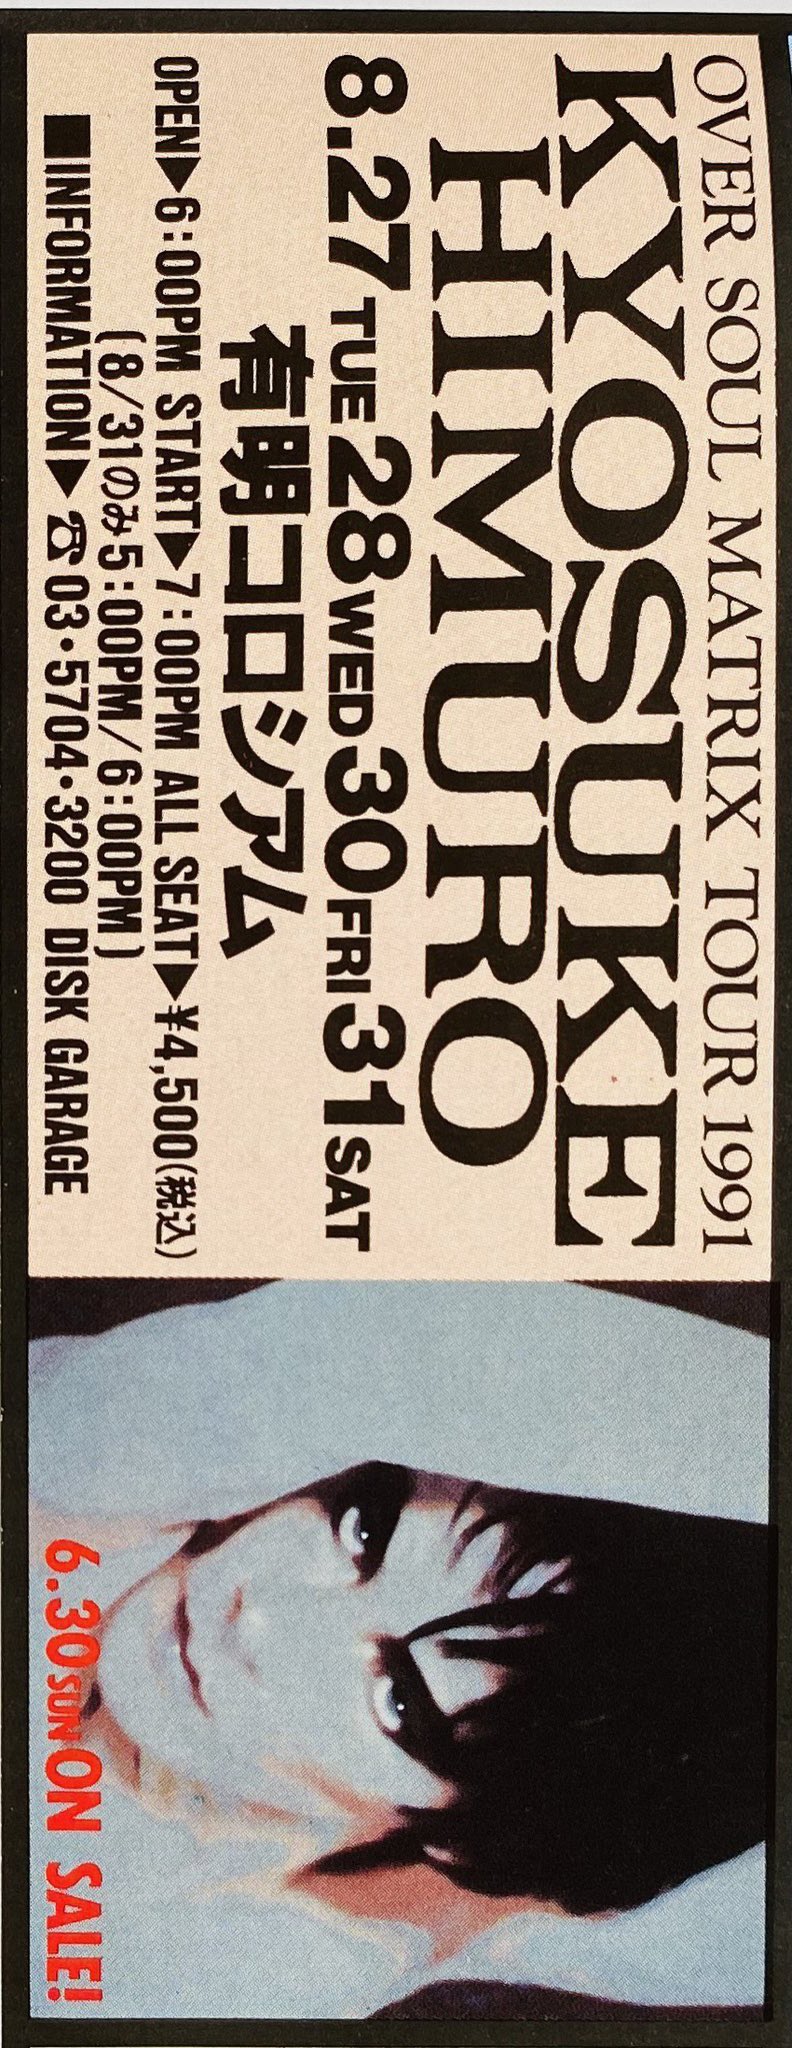 OVER SOUL MATRIX TOUR 1991
KYOSUKE
HIMURO
8.27 TUE 28 WED 30 FRI 31 SAT
有明コロシアム
OPEN▶6:00PM START▶7:00PM ALL SEAT▶¥4,500(税込)
(8/31のみ5:00PM/6:00PM)
■INFORMATION▶☎03・5704・3200 DISK GARAGE
6.30 SUN ON SALE!